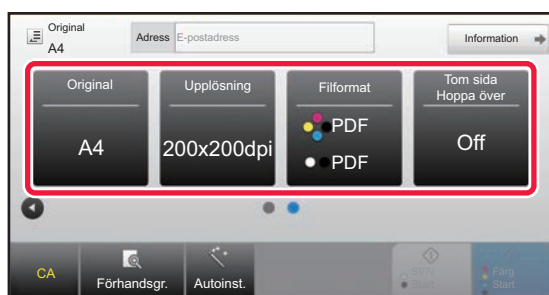 Original
A4
Adress E-postadress
Information
Original
A4
Upplösning
200x200dpi
Filformat
PDF
PDF
Tom sida
Hoppa över
Off
CA
Förhandsgr.
Autoinst.
S/VN
Start
Färg
Start